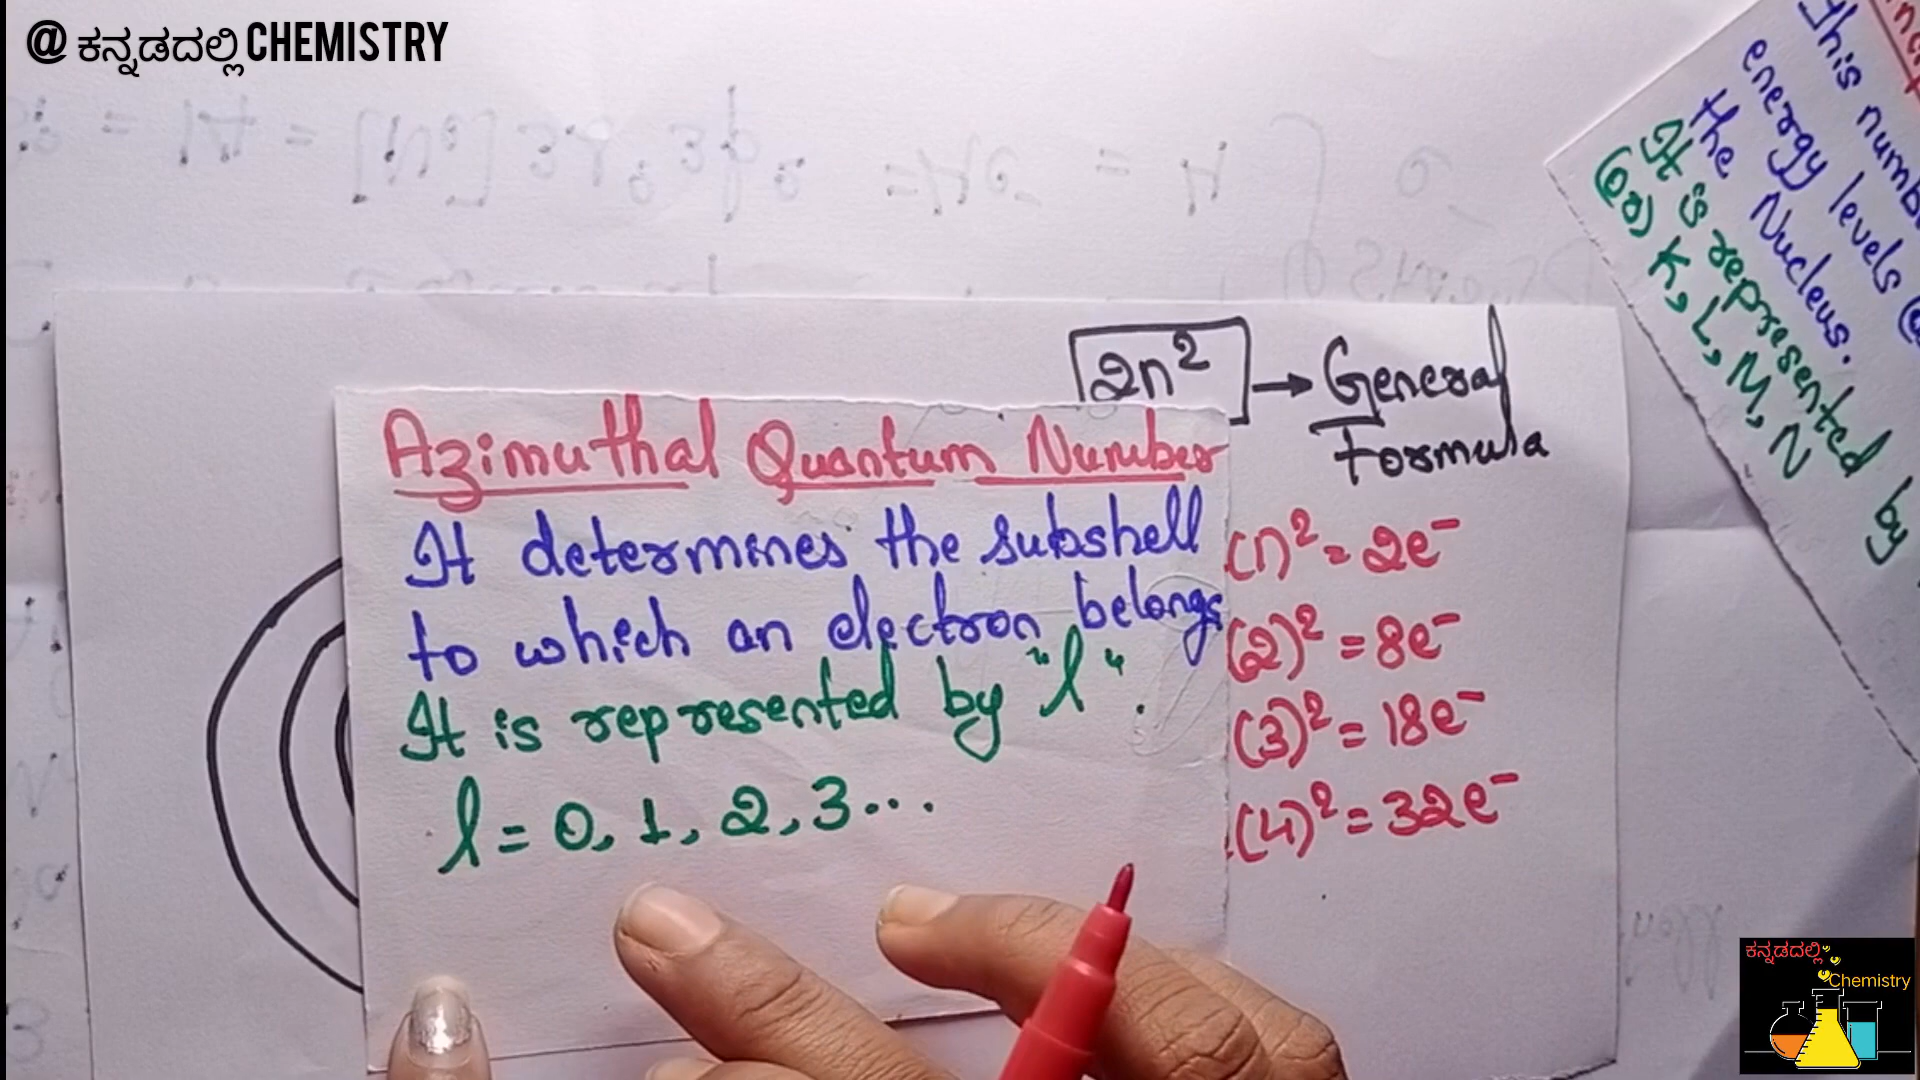 @ ಕನ್ನಡದಲ್ಲಿ CHEMISTRY
This numb
energy levels
the Nucleus.
It is represented by
(or) K, L, M, N
2n² → General
Formula
Azimuthal Quantum Number
It determines the subshell
to which an electron belongs
It is represented by "l".
l = 0, 1, 2, 3...
(1)² = 2e⁻
(2)² = 8e⁻
(3)² = 18e⁻
(4)² = 32e⁻
ಕನ್ನಡದಲ್ಲಿ
Chemistry